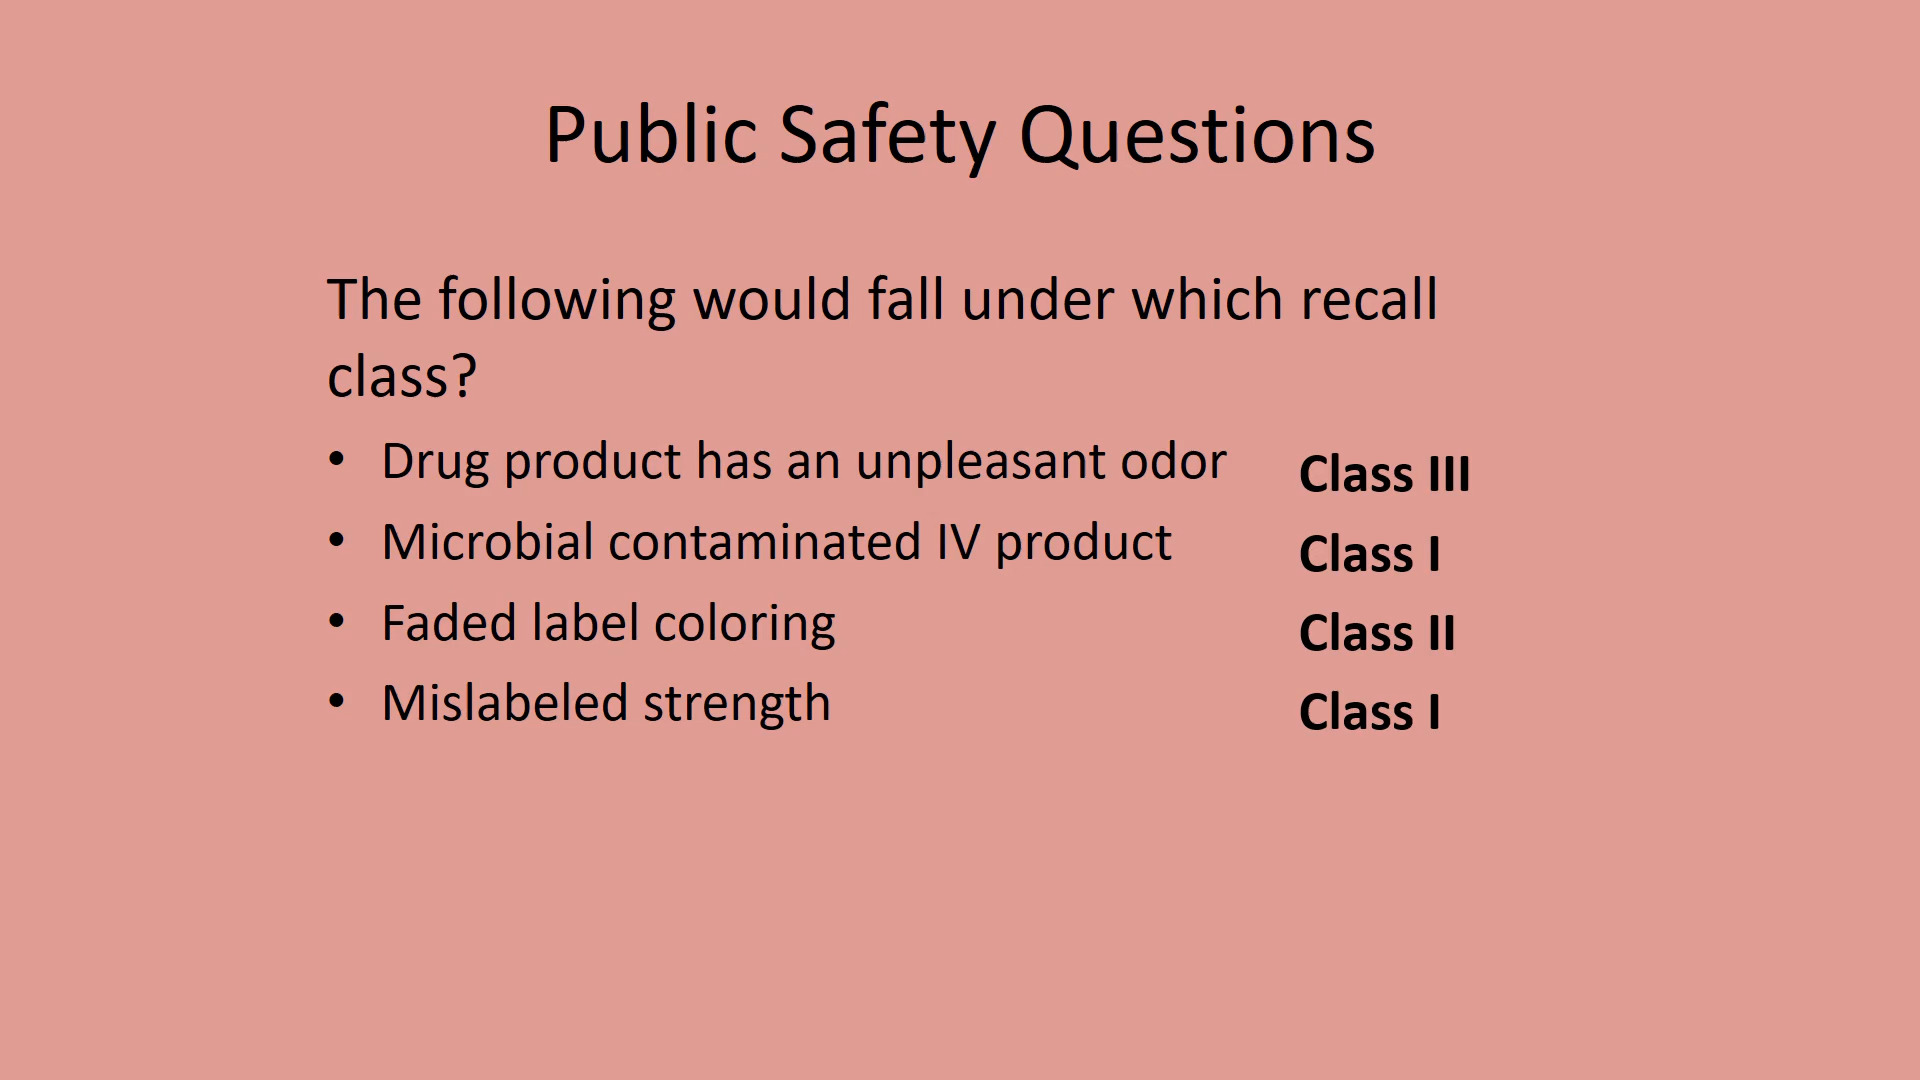 Public Safety Questions
The following would fall under which recall
class?
• Drug product has an unpleasant odor Class III
• Microbial contaminated IV product Class I
• Faded label coloring Class II
• Mislabeled strength Class I